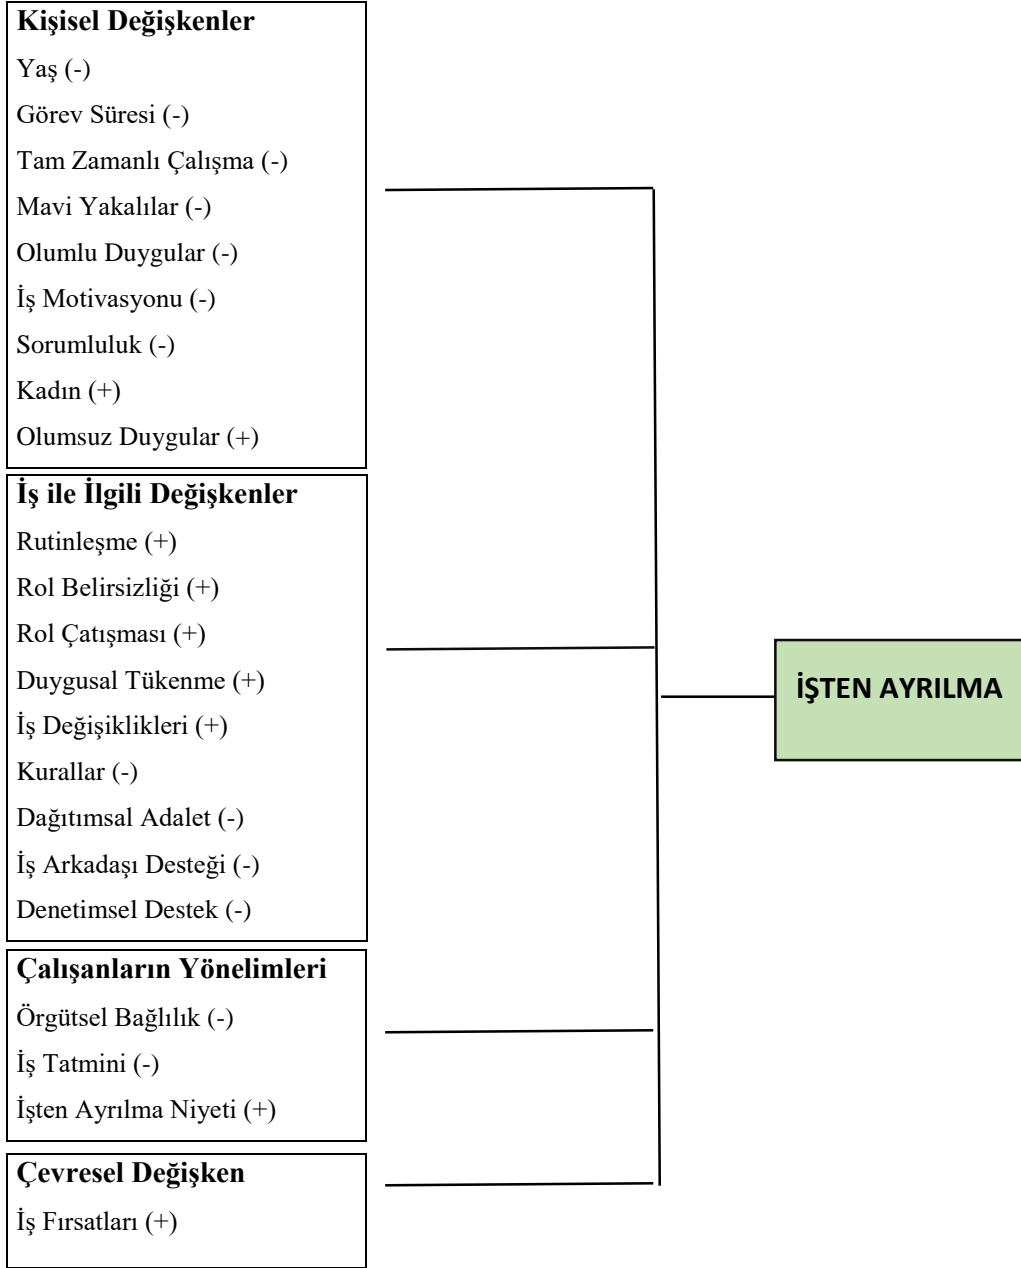 Kişisel Değişkenler
Yaş (-)
Görev Süresi (-)
Tam Zamanlı Çalışma (-)
Mavi Yakalılar (-)
Olumlu Duygular (-)
İş Motivasyonu (-)
Sorumluluk (-)
Kadın (+)
Olumsuz Duygular (+)
İş ile İlgili Değişkenler
Rutinleşme (+)
Rol Belirsizliği (+)
Rol Çatışması (+)
Duygusal Tükenme (+)
İş Değişiklikleri (+)
Kurallar (-)
Dağıtımsal Adalet (-)
İş Arkadaşı Desteği (-)
Denetimsel Destek (-)
Çalışanların Yönelimleri
Örgütsel Bağlılık (-)
İş Tatmini (-)
İşten Ayrılma Niyeti (+)
Çevresel Değişken
İş Fırsatları (+)
İŞTEN AYRILMA